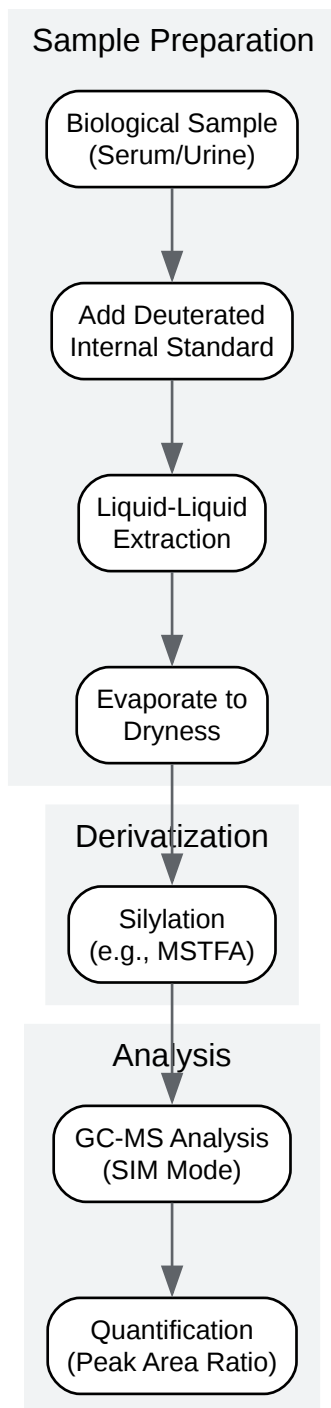 Sample Preparation
Biological Sample
(Serum/Urine)
Add Deuterated
Internal Standard
Liquid-Liquid
Extraction
Evaporate to
Dryness
Derivatization
Silylation
(e.g., MSTFA)
Analysis
GC-MS Analysis
(SIM Mode)
Quantification
(Peak Area Ratio)